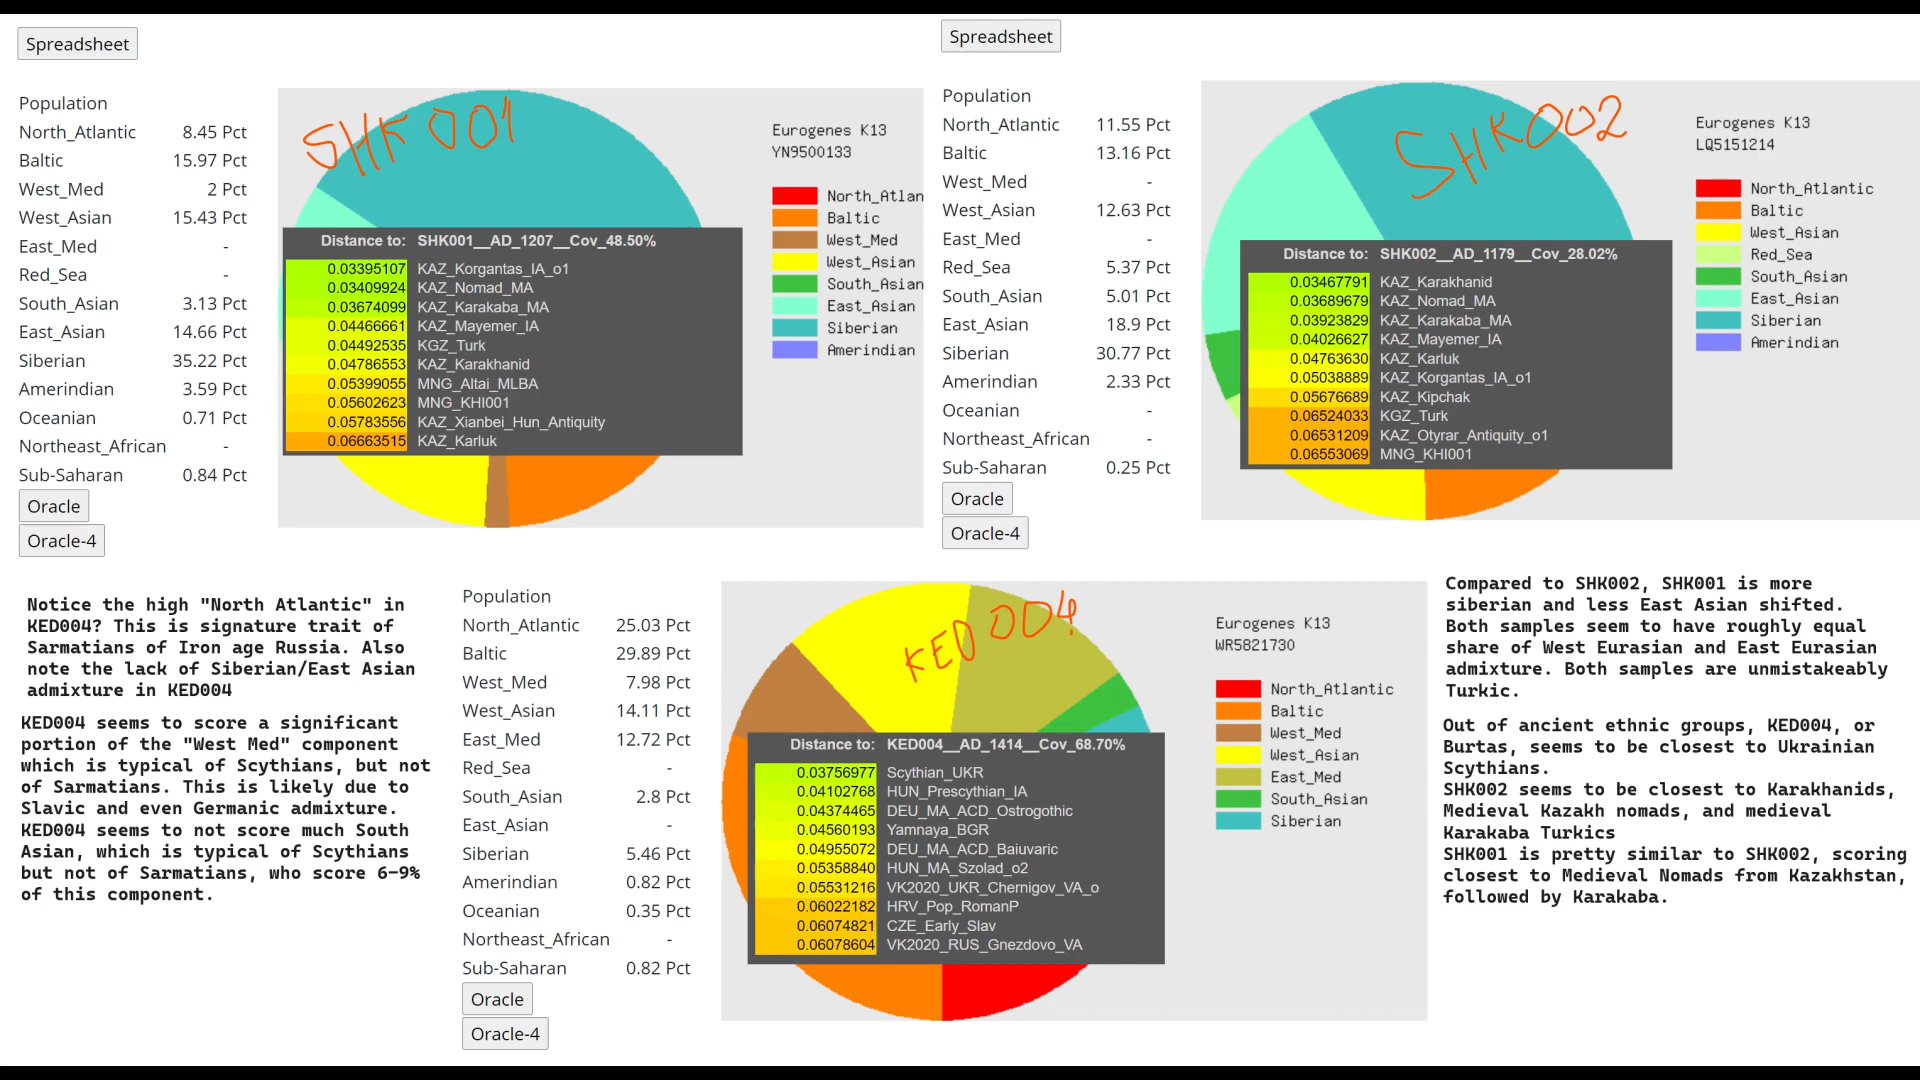 Spreadsheet
Population
North_Atlantic 8.45 Pct
Baltic 15.97 Pct
West_Med 2 Pct
West_Asian 15.43 Pct
East_Med -
Red_Sea -
South_Asian 3.13 Pct
East_Asian 14.66 Pct
Siberian 35.22 Pct
Amerindian 3.59 Pct
Oceanian 0.71 Pct
Northeast_African -
Sub-Saharan 0.84 Pct
Oracle
Oracle-4
SHK 001
Eurogenes K13
YN9500133
North_Atlan
Baltic
West_Med
West_Asian
South_Asian
East_Asian
Siberian
Amerindian
Distance to: SHK001__AD_1207__Cov_48.50%
0.03395107 KAZ_Korgantas_IA_o1
0.03409924 KAZ_Nomad_MA
0.03674099 KAZ_Karakaba_MA
0.04466661 KAZ_Mayemer_IA
0.04492535 KGZ_Turk
0.04786553 KAZ_Karakhanid
0.05399055 MNG_Altai_MLBA
0.05602623 MNG_KHI001
0.05783556 KAZ_Xianbei_Hun_Antiquity
0.06663515 KAZ_Karluk
Spreadsheet
Population
North_Atlantic 11.55 Pct
Baltic 13.16 Pct
West_Med -
West_Asian 12.63 Pct
East_Med -
Red_Sea 5.37 Pct
South_Asian 5.01 Pct
East_Asian 18.9 Pct
Siberian 30.77 Pct
Amerindian 2.33 Pct
Oceanian -
Northeast_African -
Sub-Saharan 0.25 Pct
Oracle
Oracle-4
SHK002
Eurogenes K13
LQ5151214
North_Atlantic
Baltic
West_Asian
Red_Sea
South_Asian
East_Asian
Siberian
Amerindian
Distance to: SHK002__AD_1179__Cov_28.02%
0.03467791 KAZ_Karakhanid
0.03689679 KAZ_Nomad_MA
0.03923829 KAZ_Karakaba_MA
0.04026627 KAZ_Mayemer_IA
0.04763630 KAZ_Karluk
0.05038889 KAZ_Korgantas_IA_o1
0.05676689 KAZ_Kipchak
0.06524033 KGZ_Turk
0.06531209 KAZ_Otyrar_Antiquity_o1
0.06553069 MNG_KHI001
Notice the high "North Atlantic" in
KED004? This is signature trait of
Sarmatians of Iron age Russia. Also
note the lack of Siberian/East Asian
admixture in KED004
KED004 seems to score a significant
portion of the "West Med" component
which is typical of Scythians, but not
of Sarmatians. This is likely due to
Slavic and even Germanic admixture.
KED004 seems to not score much South
Asian, which is typical of Scythians
but not of Sarmatians, who score 6-9%
of this component.
Population
North_Atlantic 25.03 Pct
Baltic 29.89 Pct
West_Med 7.98 Pct
West_Asian 14.11 Pct
East_Med 12.72 Pct
Red_Sea -
South_Asian 2.8 Pct
East_Asian -
Siberian 5.46 Pct
Amerindian 0.82 Pct
Oceanian 0.35 Pct
Northeast_African -
Sub-Saharan 0.82 Pct
Oracle
Oracle-4
KED 004
Eurogenes K13
WR5821730
North_Atlantic
Baltic
West_Med
West_Asian
East_Med
South_Asian
Siberian
Distance to: KED004__AD_1414__Cov_68.70%
0.03756977 Scythian_UKR
0.04102768 HUN_Prescythian_IA
0.04374465 DEU_MA_ACD_Ostrogothic
0.04560193 Yamnaya_BGR
0.04955072 DEU_MA_ACD_Baiuvaric
0.05358840 HUN_MA_Szolad_o2
0.05531216 VK2020_UKR_Chernigov_VA_o
0.06022182 HRV_Pop_RomanP
0.06074821 CZE_Early_Slav
0.06078604 VK2020_RUS_Gnezdovo_VA
Compared to SHK002, SHK001 is more
siberian and less East Asian shifted.
Both samples seem to have roughly equal
share of West Eurasian and East Eurasian
admixture. Both samples are unmistakeably
Turkic.
Out of ancient ethnic groups, KED004, or
Burtas, seems to be closest to Ukrainian
Scythians.
SHK002 seems to be closest to Karakhanids,
Medieval Kazakh nomads, and medieval
Karakaba Turkics
SHK001 is pretty similar to SHK002, scoring
closest to Medieval Nomads from Kazakhstan,
followed by Karakaba.